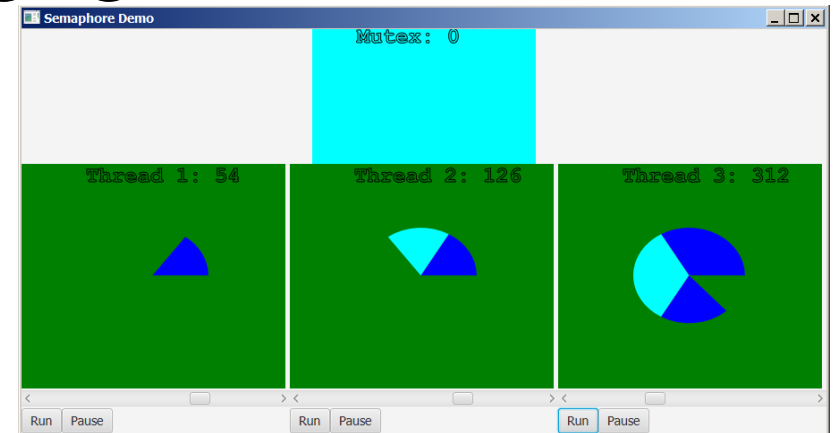 Semaphore Demo
Mutex: 0
Thread 1: 54
Thread 2: 126
Thread 3: 312
Run Pause
Run Pause
Run Pause